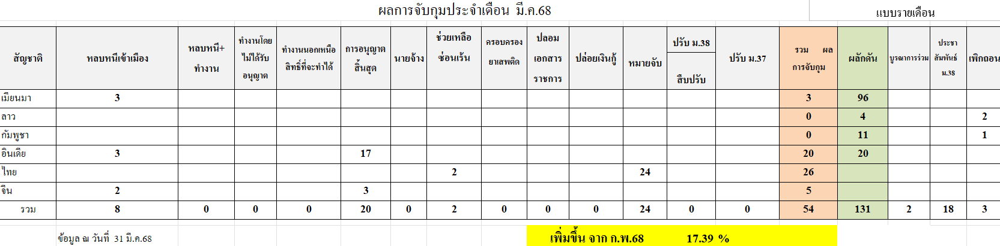 ผลการจับกุมประจำเดือน มี.ค.68
แบบรายเดือน
สัญชาติ หลบหนีเข้าเมือง หลบหนี+ทำงาน ทำงานโดยไม่ได้รับอนุญาต ทำงานนอกเหนือสิทธิ์ที่จะทำได้ การอนุญาตสิ้นสุด นายจ้าง ช่วยเหลือซ่อนเร้น ครอบครองยาเสพติด ปลอมเอกสารราชการ ปล่อยเงินกู้ หมายจับ ปรับ ม.38 สืบปรับ ปรับ ม.37 รวม ผลการจับกุม ผลักดัน บูรณาการร่วม ประชาสัมพันธ์ ม.38 เพิกถอน
เมียนมา 3 3 96
ลาว 0 4 2
กัมพูชา 0 11 1
อินเดีย 3 17 20 20
ไทย 2 24 26
จีน 2 3 5
รวม 8 0 0 0 20 0 2 0 0 0 24 0 0 54 131 2 18 3
ข้อมูล ณ วันที่ 31 มี.ค.68 เพิ่มขึ้น จาก ก.พ.68 17.39 %